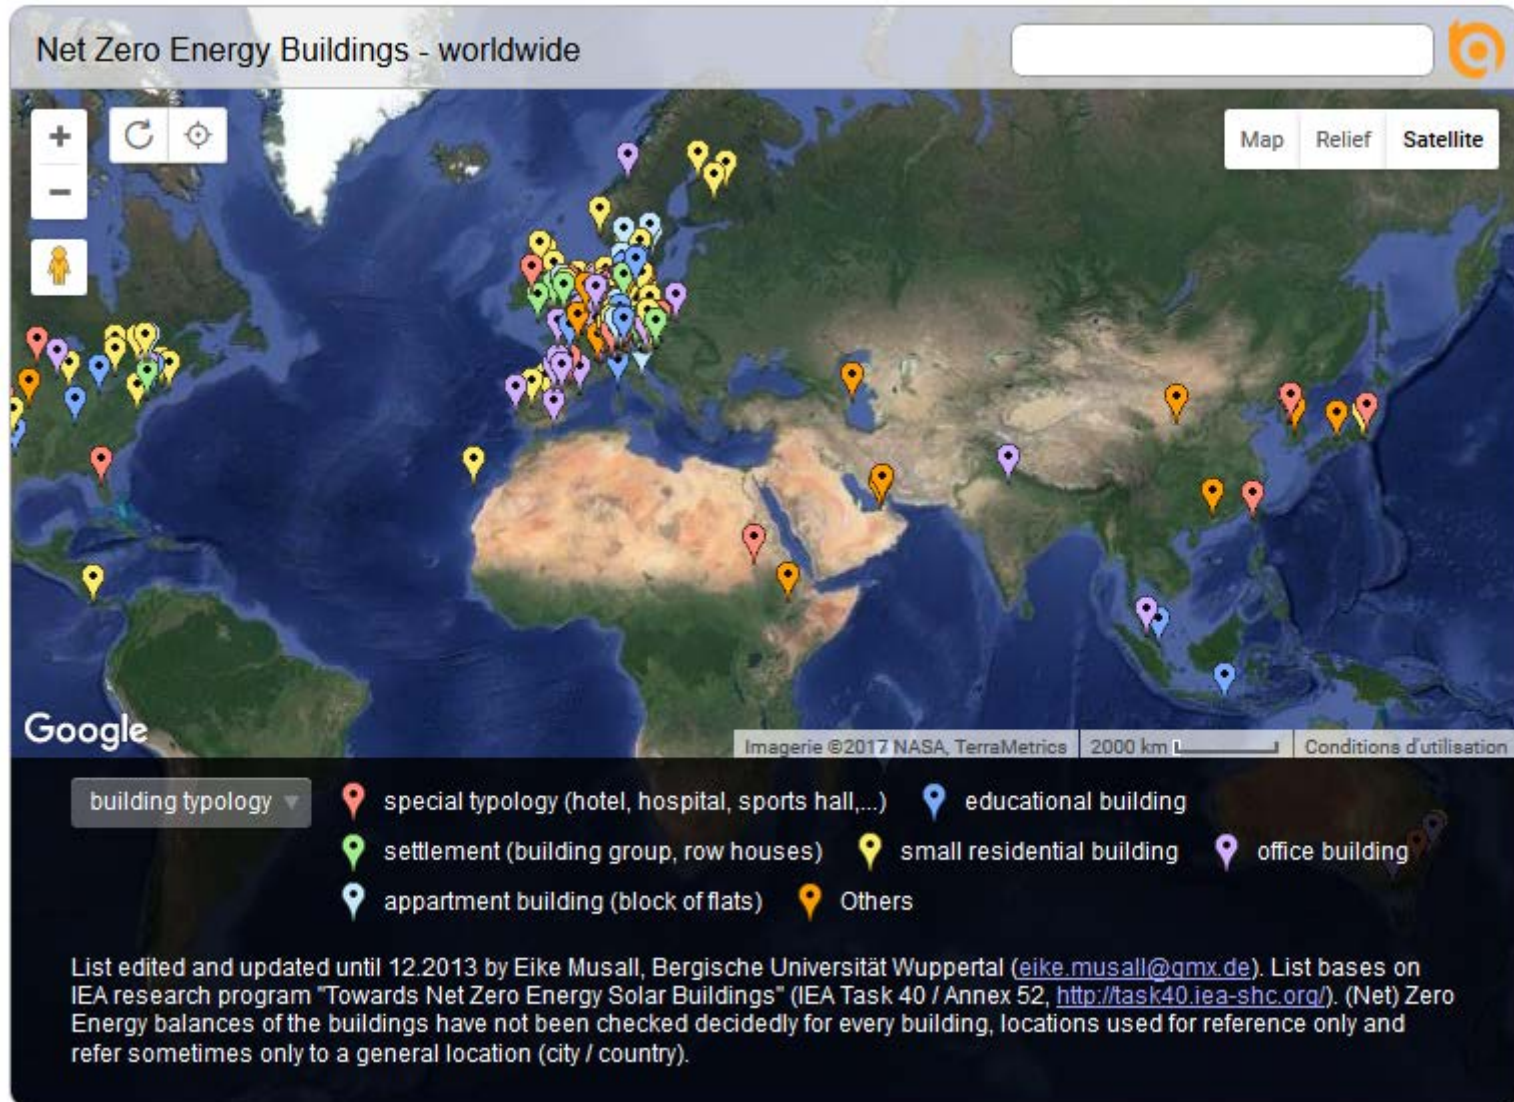 Net Zero Energy Buildings - worldwide
+
−
Map Relief Satellite
Google
Imagerie ©2017 NASA, TerraMetrics 2000 km Conditions d'utilisation
building typology
special typology (hotel, hospital, sports hall,...) educational building
settlement (building group, row houses) small residential building office building
appartment building (block of flats) Others
List edited and updated until 12.2013 by Eike Musall, Bergische Universität Wuppertal (eike.musall@gmx.de). List bases on
IEA research program "Towards Net Zero Energy Solar Buildings" (IEA Task 40 / Annex 52, http://task40.iea-shc.org/). (Net) Zero
Energy balances of the buildings have not been checked decidedly for every building, locations used for reference only and
refer sometimes only to a general location (city / country).